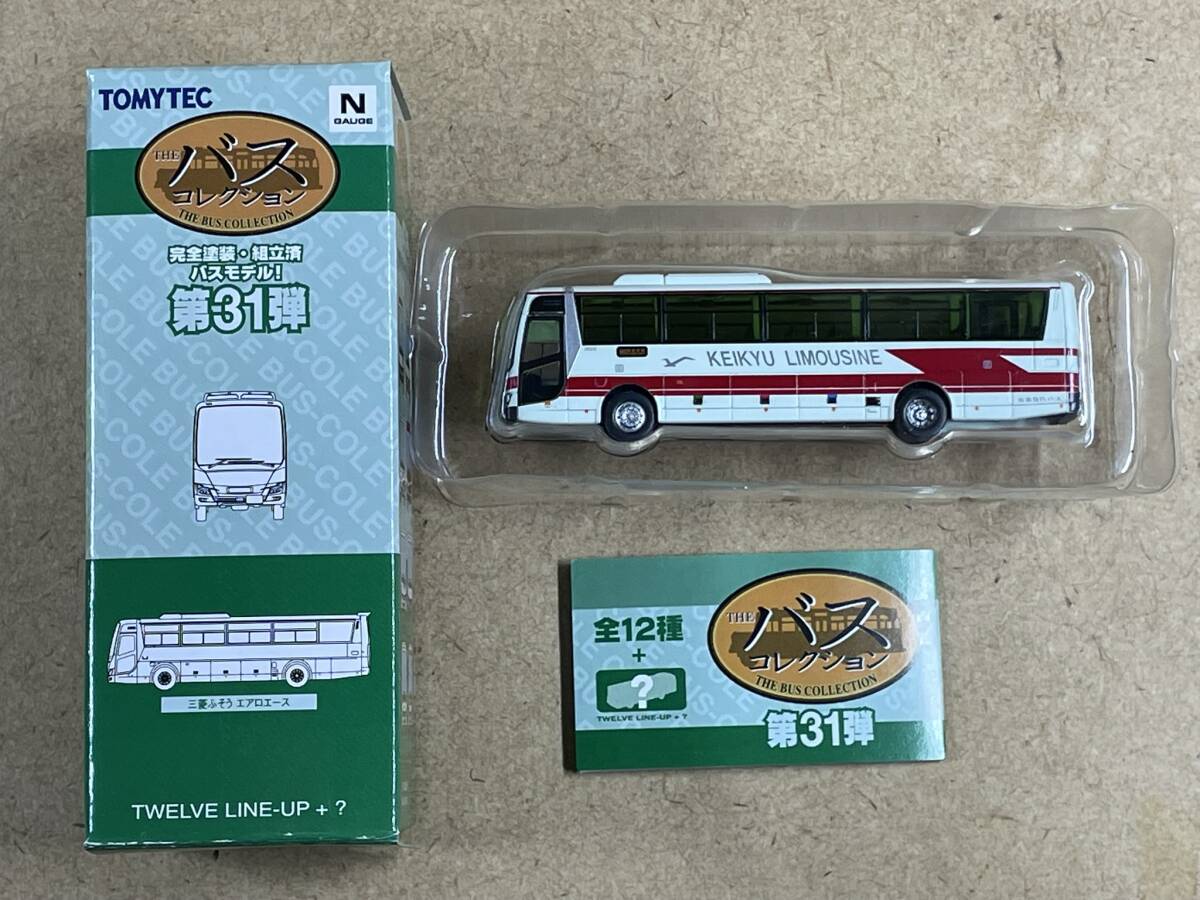 TOMYTEC
N
GAUGE
THE
バス
コレクション
THE BUS COLLECTION
完全塗装・組立済
バスモデル!
第31弾
三菱ふそう エアロエース
TWELVE LINE-UP + ?
KEIKYU LIMOUSINE
全12種
+
?
TWELVE LINE-UP + ?
THE
バス
コレクション
THE BUS COLLECTION
第31弾